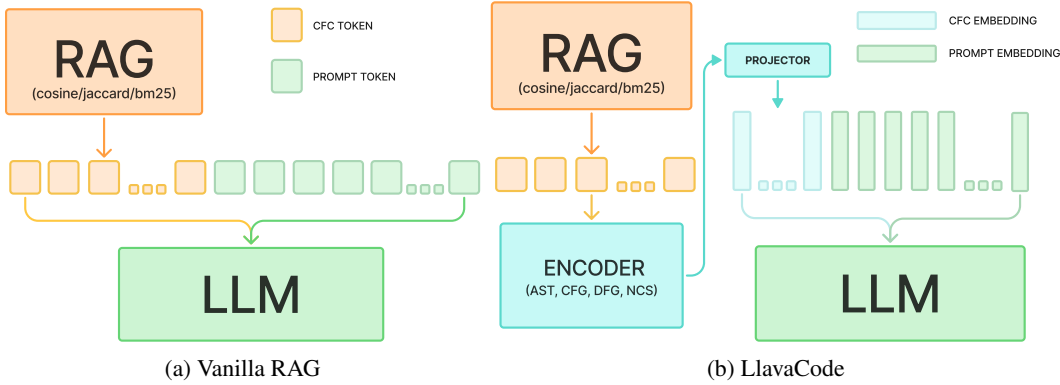 RAG
(cosine/jaccard/bm25)
CFC TOKEN
PROMPT TOKEN
LLM
(a) Vanilla RAG
RAG
(cosine/jaccard/bm25)
ENCODER
(AST, CFG, DFG, NCS)
PROJECTOR
CFC EMBEDDING
PROMPT EMBEDDING
LLM
(b) LlavaCode